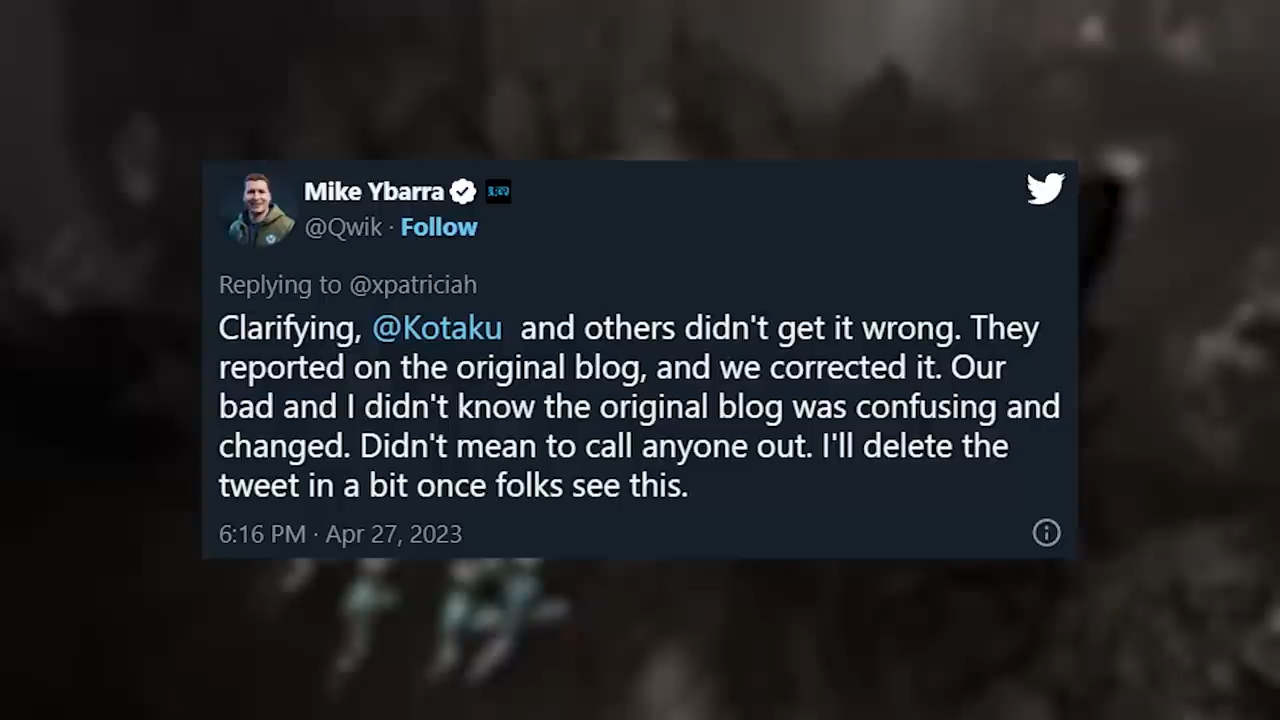 Mike Ybarra
@Qwik · Follow
Replying to @xpatriciah
Clarifying, @Kotaku and others didn't get it wrong. They
reported on the original blog, and we corrected it. Our
bad and I didn't know the original blog was confusing and
changed. Didn't mean to call anyone out. I'll delete the
tweet in a bit once folks see this.
6:16 PM · Apr 27, 2023